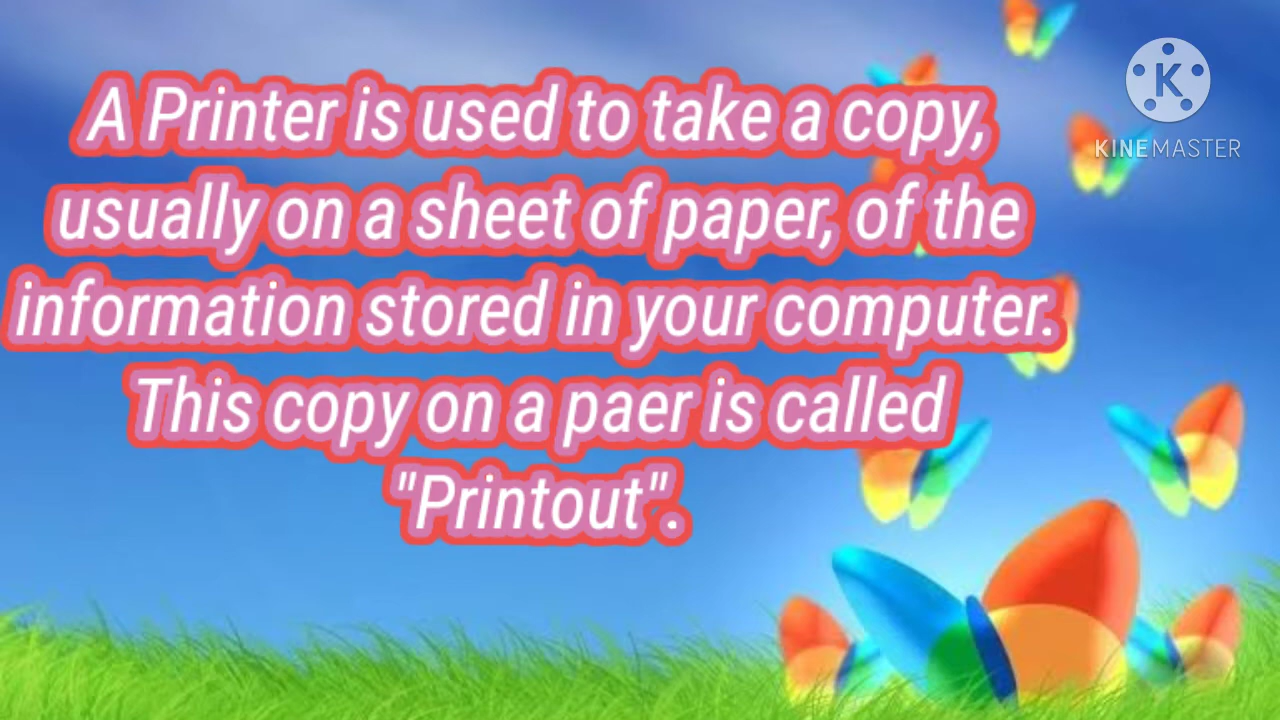 A Printer is used to take a copy,
usually on a sheet of paper, of the
information stored in your computer.
This copy on a paer is called
"Printout".
K
KINEMASTER